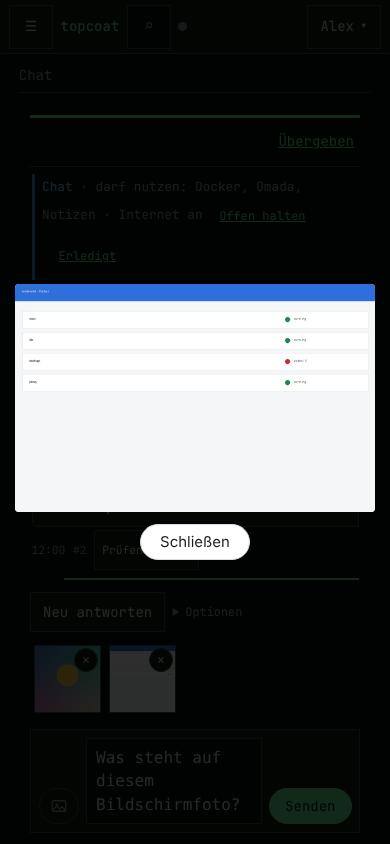 topcoat
Alex
Chat
Übergeben
Chat · darf nutzen: Docker, Omada,
Notizen · Internet an Offen halten
Erledigt
Schließen
12:00 #2
Neu antworten ▶ Optionen
Was steht auf
diesem
Bildschirmfoto?
Senden